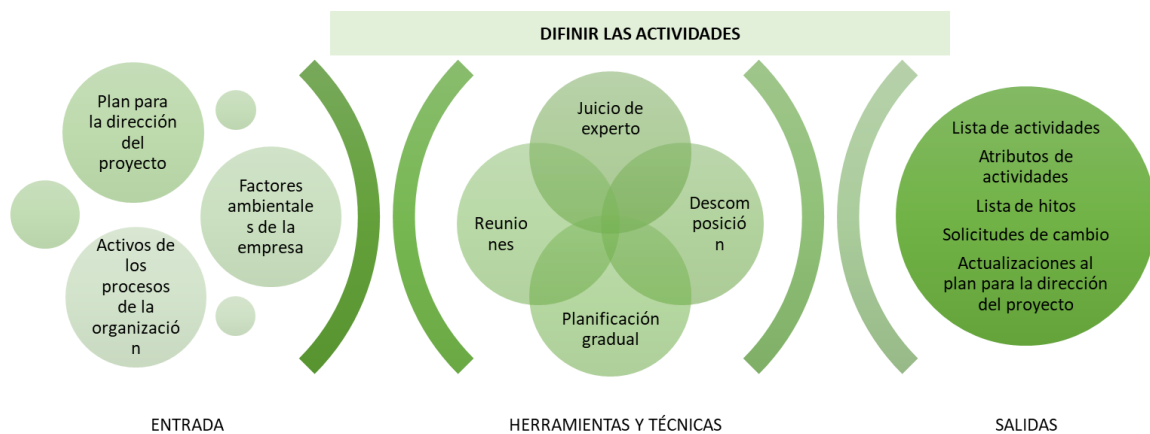 DIFINIR LAS ACTIVIDADES
Plan para
la dirección
del
proyecto
Factores
ambientale
s de la
empresa
Activos de
los
procesos
de la
organizació
n
Juicio de
experto
Reunio
nes
Descom
posició
n
Planificación
gradual
Lista de actividades
Atributos de
actividades
Lista de hitos
Solicitudes de cambio
Actualizaciones al
plan para la dirección
del proyecto
ENTRADA
HERRAMIENTAS Y TÉCNICAS
SALIDAS